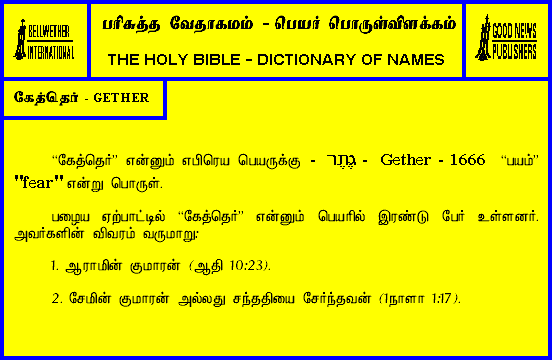 BELLWETHER
INTERNATIONAL
பரிசுத்த வேதாகமம் - பெயர் பொருள்விளக்கம்
THE HOLY BIBLE - DICTIONARY OF NAMES
GOOD NEWS
PUBLISHERS
கேத்தெர் - GETHER
"கேத்தெர்" என்னும் எபிரெய பெயருக்கு - גֶּתֶר - Gether - 1666 "பயம்"
"fear" என்று பொருள்.
பழைய ஏற்பாட்டில் "கேத்தெர்" என்னும் பெயரில் இரண்டு பேர் உள்ளனர்.
அவர்களின் விவரம் வருமாறு:
1. ஆராமின் குமாரன் (ஆதி 10:23).
2. சேமின் குமாரன் அல்லது சந்ததியை சேர்ந்தவன் (1நாளா 1:17).